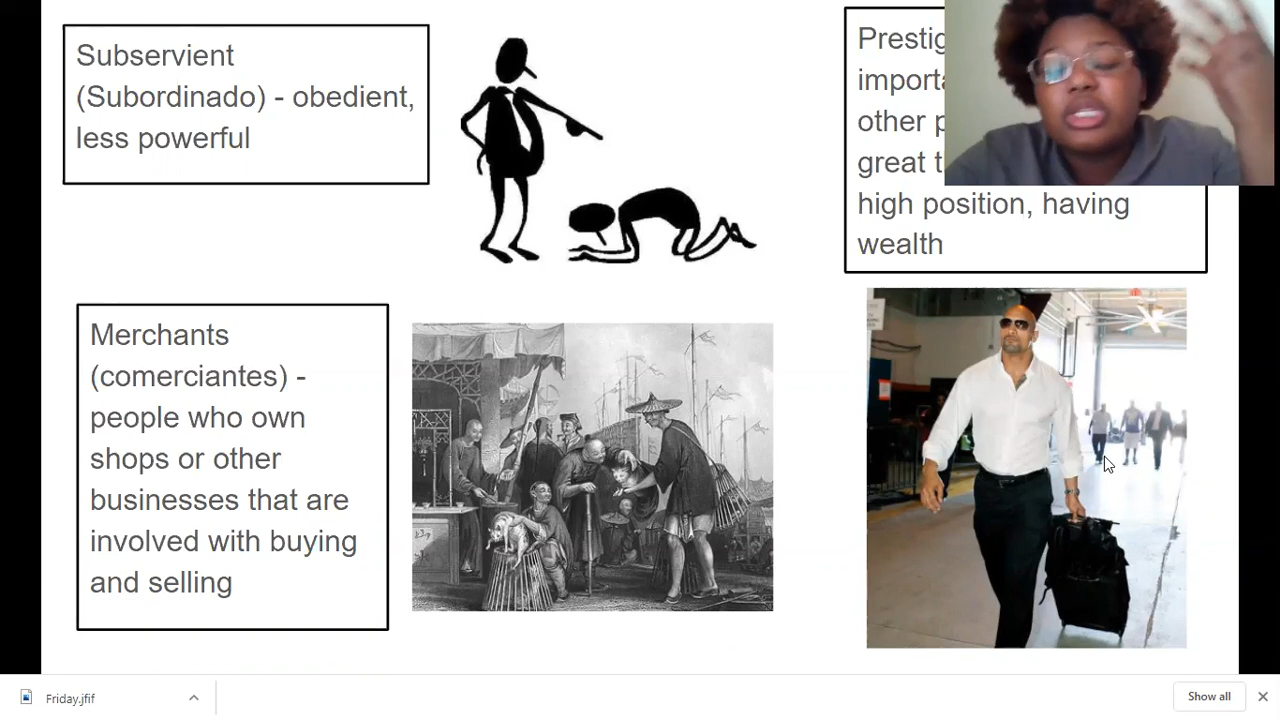 Subservient
(Subordinado) - obedient,
less powerful
importa
other p
great t
high position, having
wealth
Merchants
(comerciantes) -
people who own
shops or other
businesses that are
involved with buying
and selling
Friday.jfif
Show all